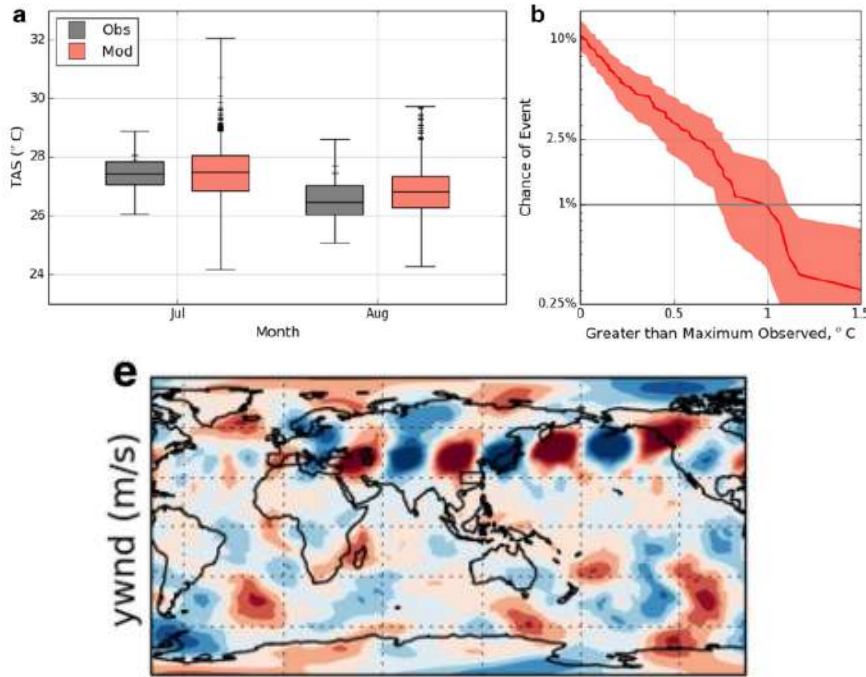 a
Obs
Mod
32
30
28
26
24
TAS (° C)
Jul
Aug
Month
b
10%
2.5%
1%
0.25%
Chance of Event
0
0.5
1
1.5
Greater than Maximum Observed, ° C
e
ywnd (m/s)